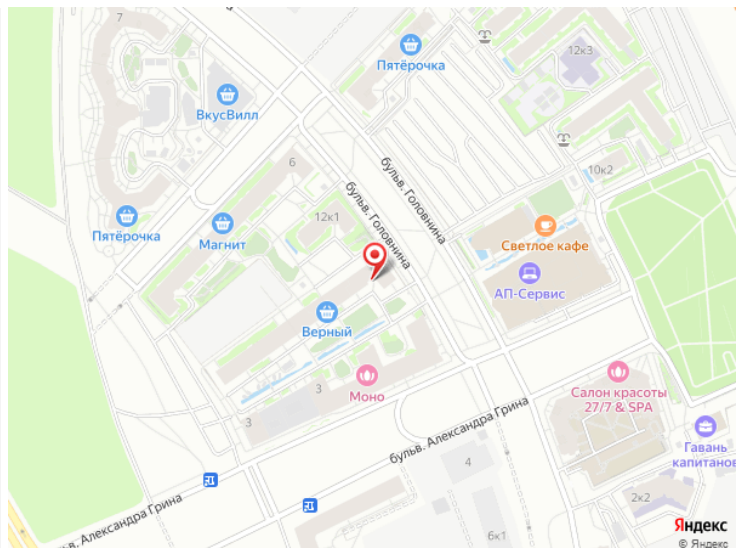 7
Пятёрочка
12к3
ВкусВилл
6
бульв. Головнина
бульв. Головнина
10к2
12к1
Пятёрочка
Магнит
Светлое кафе
АП-Сервис
Верный
Моно
3
3
Салон красоты
27/7 & SPA
бульв. Александра Грина
Гавань
капитанов
4
2к2
6к1
бульв. Александра Грина
Яндекс
© Яндекс